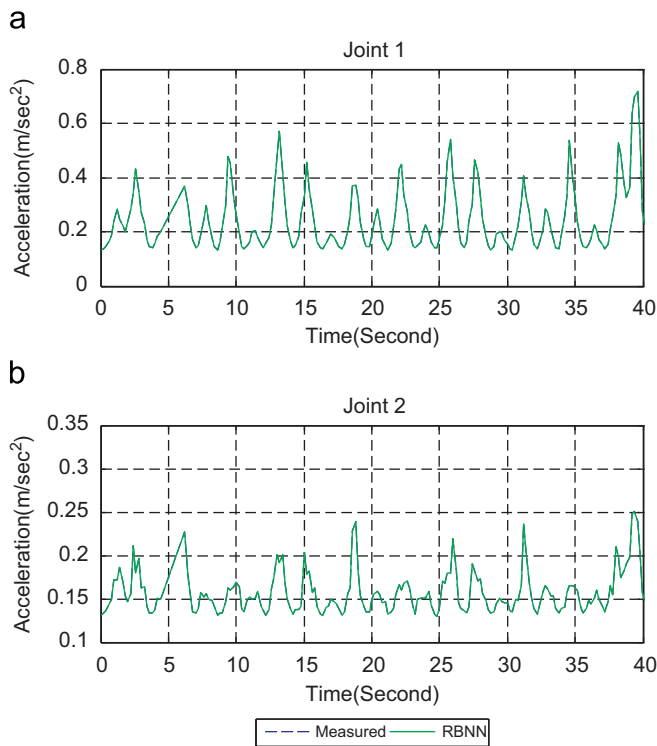 a
Joint 1
Acceleration(m/sec²)
0.8
0.6
0.4
0.2
0
0 5 10 15 20 25 30 35 40
Time(Second)
b
Joint 2
Acceleration(m/sec²)
0.35
0.3
0.25
0.2
0.15
0.1
0 5 10 15 20 25 30 35 40
Time(Second)
Measured RBNN